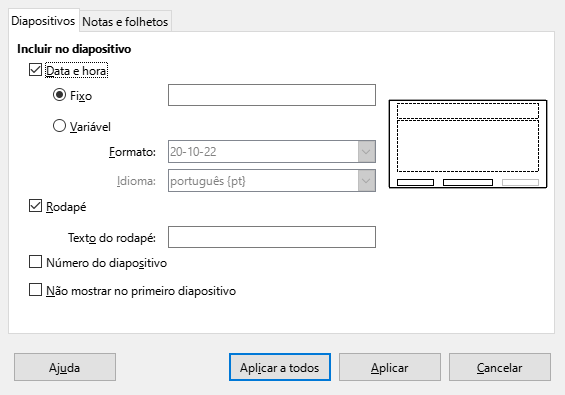 Diapositivos Notas e folhetos
Incluir no diapositivo
Data e hora
Fixo
Variável
Formato: 20-10-22
Idioma: português {pt}
Rodapé
Texto do rodapé:
Número do diapositivo
Não mostrar no primeiro diapositivo
Ajuda Aplicar a todos Aplicar Cancelar